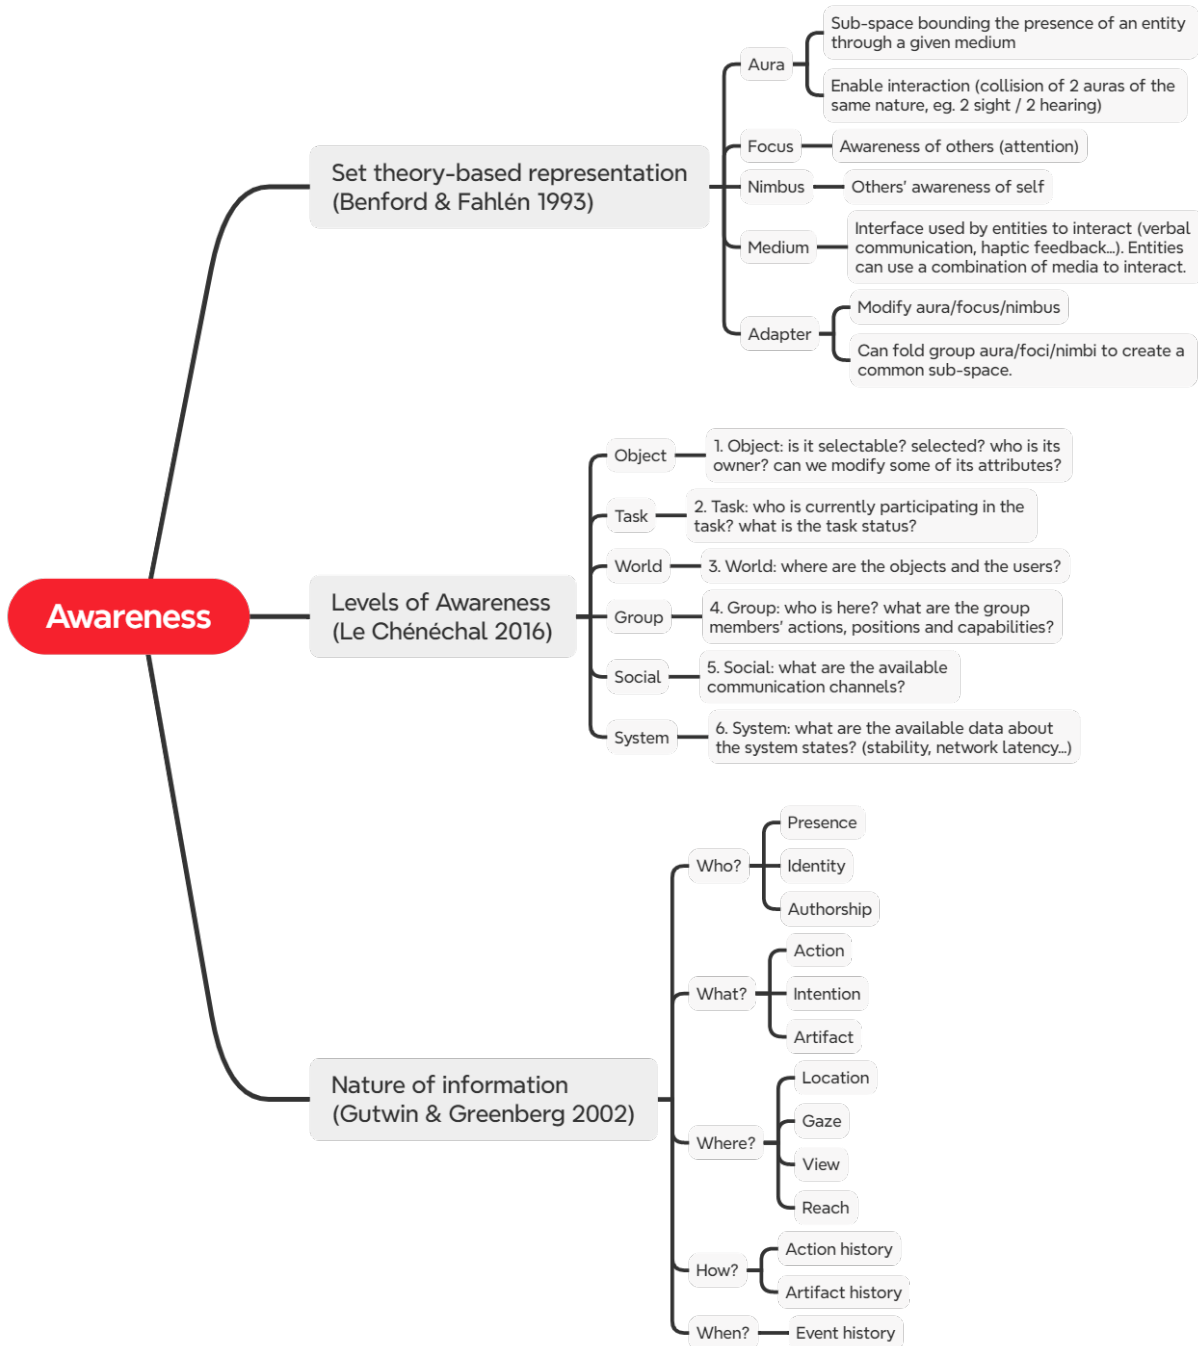 Awareness
Set theory-based representation
(Benford & Fahlén 1993)
Aura
Sub-space bounding the presence of an entity
through a given medium
Enable interaction (collision of 2 auras of the
same nature, eg. 2 sight / 2 hearing)
Focus
Awareness of others (attention)
Nimbus
Others’ awareness of self
Medium
Interface used by entities to interact (verbal
communication, haptic feedback…). Entities
can use a combination of media to interact.
Adapter
Modify aura/focus/nimbus
Can fold group aura/foci/nimbi to create a
common sub-space.
Levels of Awareness
(Le Chénéchal 2016)
Object
1. Object: is it selectable? selected? who is its
owner? can we modify some of its attributes?
Task
2. Task: who is currently participating in the
task? what is the task status?
World
3. World: where are the objects and the users?
Group
4. Group: who is here? what are the group
members’ actions, positions and capabilities?
Social
5. Social: what are the available
communication channels?
System
6. System: what are the available data about
the system states? (stability, network latency…)
Nature of information
(Gutwin & Greenberg 2002)
Who?
Presence
Identity
Authorship
What?
Action
Intention
Artifact
Where?
Location
Gaze
View
Reach
How?
Action history
Artifact history
When?
Event history